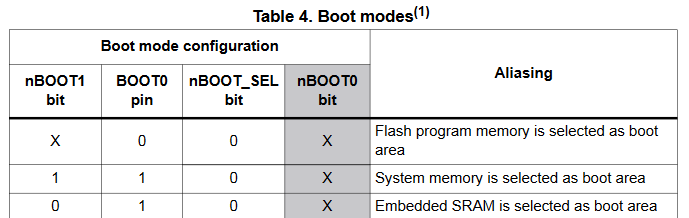 Table 4. Boot modes(1)
Boot mode configuration
Aliasing
nBOOT1 bit
BOOT0 pin
nBOOT_SEL bit
nBOOT0 bit
X 0 0 X Flash program memory is selected as boot area
1 1 0 X System memory is selected as boot area
0 1 0 X Embedded SRAM is selected as boot area